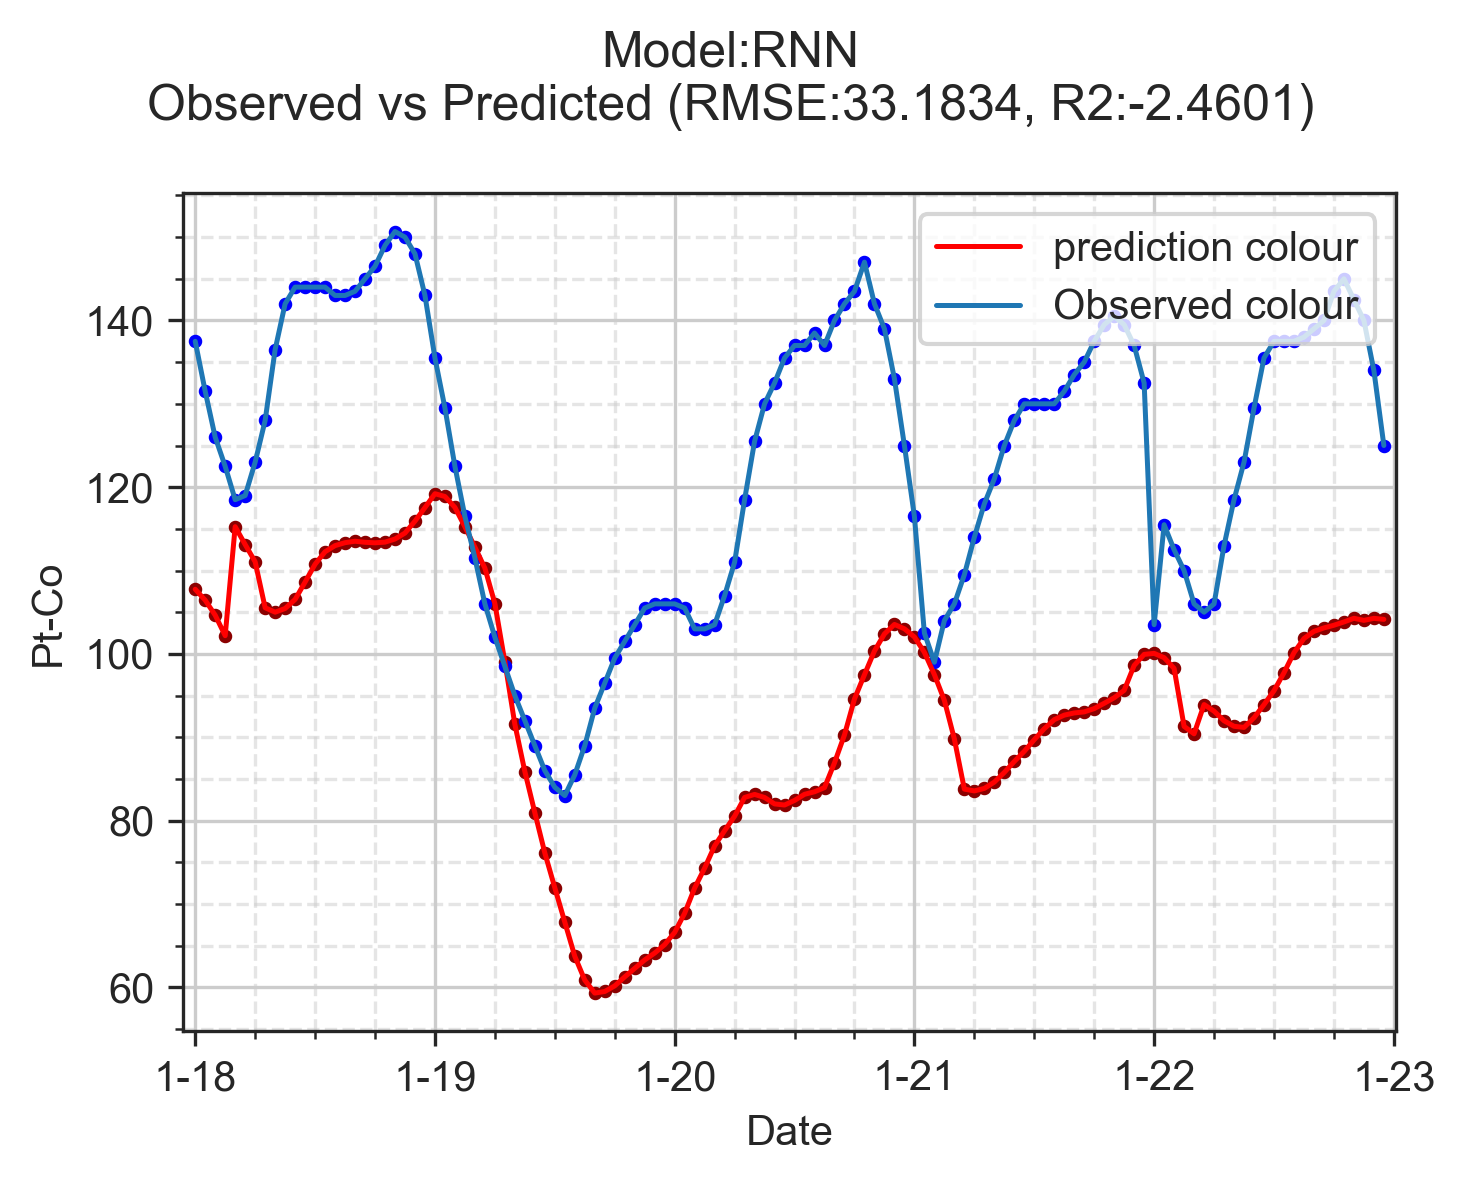 Model:RNN
Observed vs Predicted (RMSE:33.1834, R2:-2.4601)
prediction colour
Observed colour
140
120
100
80
60
Pt-Co
1-18 1-19 1-20 1-21 1-22 1-23
Date